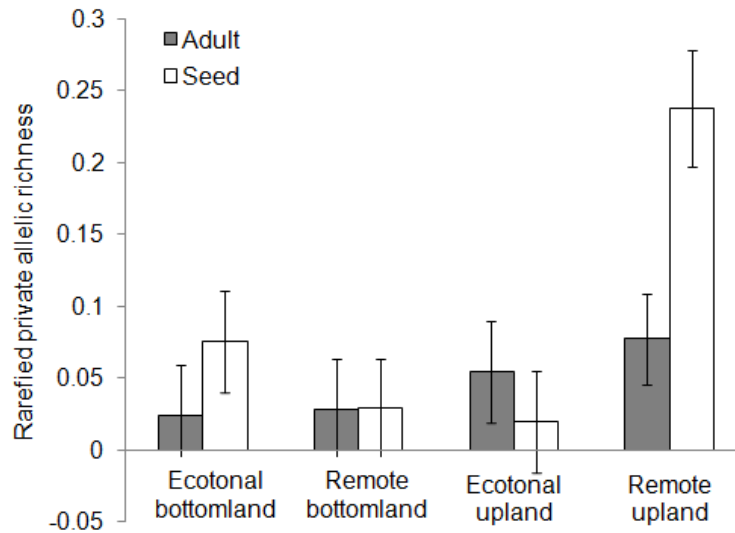 0.3
Adult
Seed
0.25
0.2
0.15
0.1
0.05
0
-0.05
Rarefied private allelic richness
Ecotonal bottomland
Remote bottomland
Ecotonal upland
Remote upland